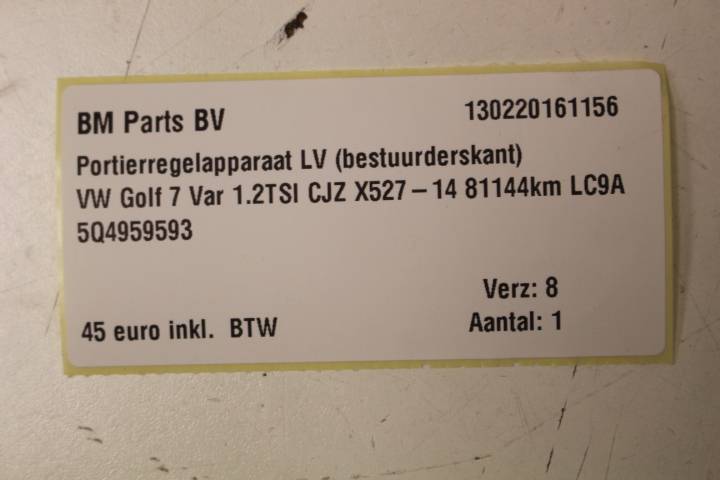 BM Parts BV 130220161156
Portierregelapparaat LV (bestuurderskant)
VW Golf 7 Var 1.2TSI CJZ X527-14 81144km LC9A
5Q4959593
Verz: 8
45 euro inkl. BTW Aantal: 1